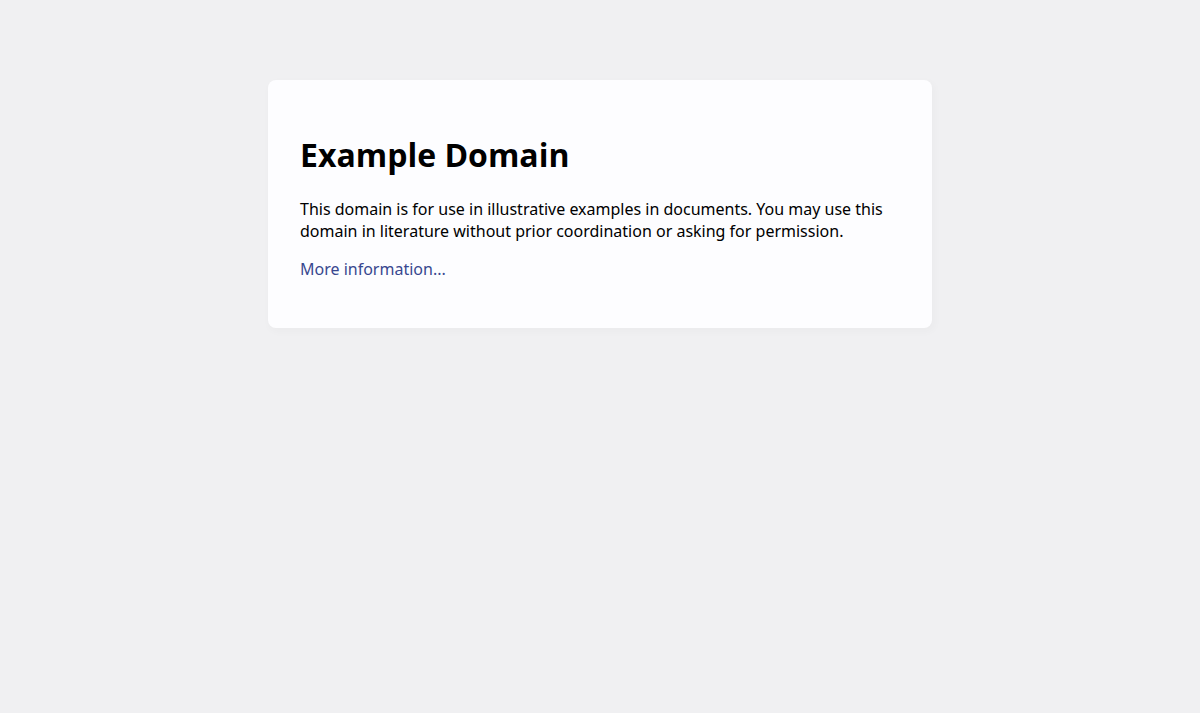 Example Domain
This domain is for use in illustrative examples in documents. You may use this
domain in literature without prior coordination or asking for permission.
More information...